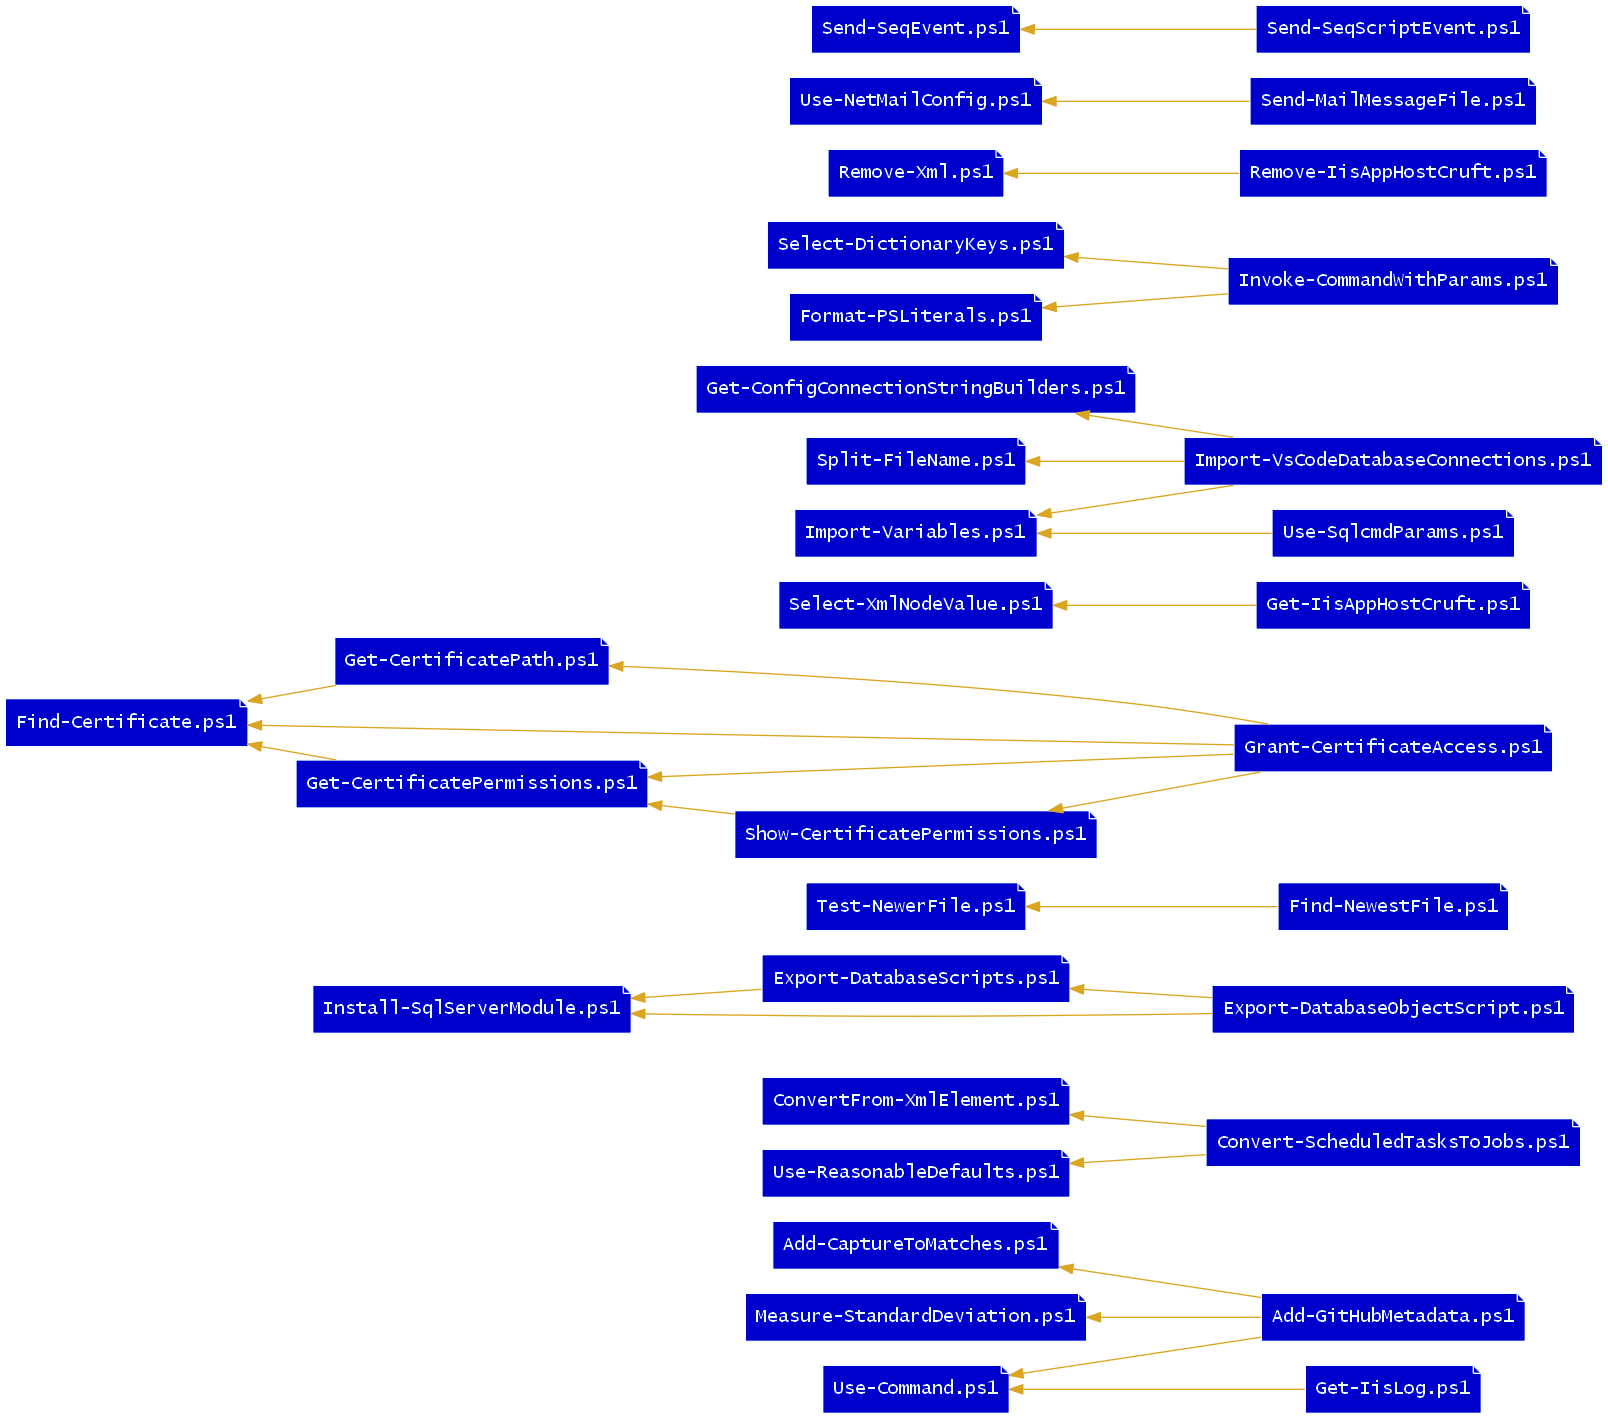 Send-SeqEvent.ps1
Send-SeqScriptEvent.ps1
Use-NetMailConfig.ps1
Send-MailMessageFile.ps1
Remove-Xml.ps1
Remove-IisAppHostCruft.ps1
Select-DictionaryKeys.ps1
Invoke-CommandWithParams.ps1
Format-PSLiterals.ps1
Get-ConfigConnectionStringBuilders.ps1
Split-FileName.ps1
Import-VsCodeDatabaseConnections.ps1
Import-Variables.ps1
Use-SqlcmdParams.ps1
Select-XmlNodeValue.ps1
Get-IisAppHostCruft.ps1
Get-CertificatePath.ps1
Find-Certificate.ps1
Grant-CertificateAccess.ps1
Get-CertificatePermissions.ps1
Show-CertificatePermissions.ps1
Test-NewerFile.ps1
Find-NewestFile.ps1
Export-DatabaseScripts.ps1
Install-SqlServerModule.ps1
Export-DatabaseObjectScript.ps1
ConvertFrom-XmlElement.ps1
Convert-ScheduledTasksToJobs.ps1
Use-ReasonableDefaults.ps1
Add-CaptureToMatches.ps1
Measure-StandardDeviation.ps1
Add-GitHubMetadata.ps1
Use-Command.ps1
Get-IisLog.ps1